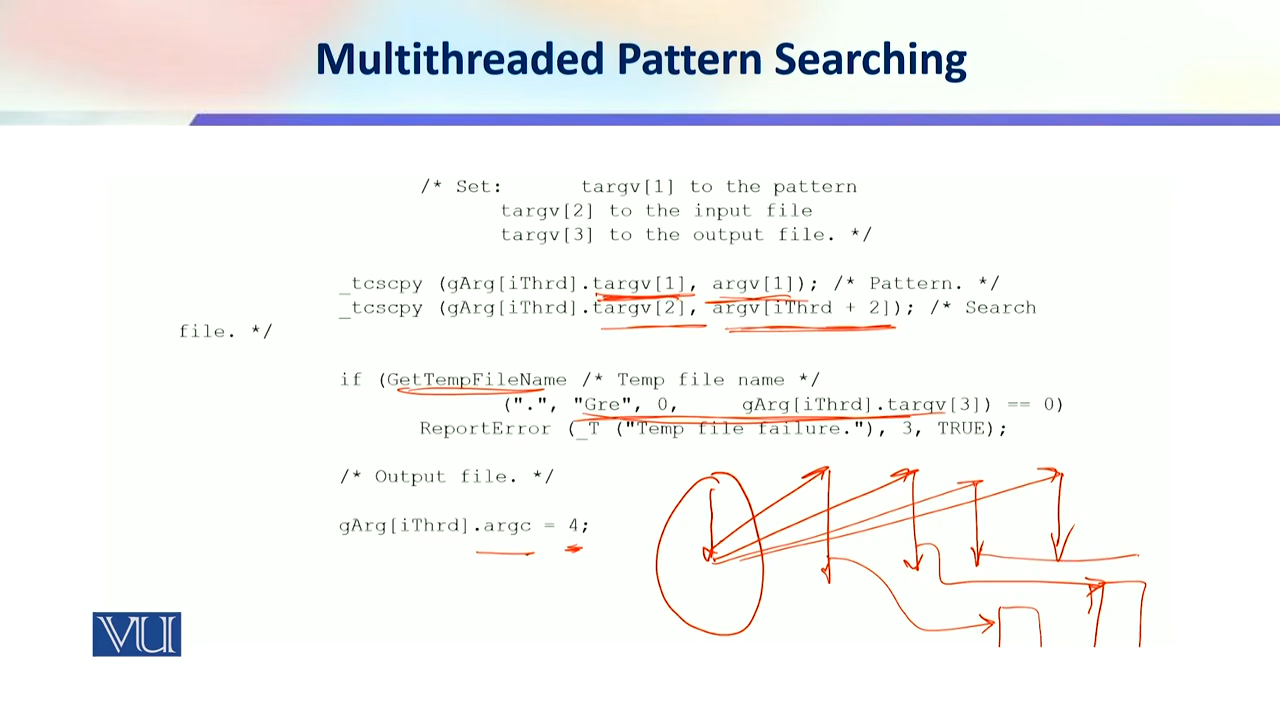 Multithreaded Pattern Searching
/* Set: targv[1] to the pattern
targv[2] to the input file
targv[3] to the output file. */
_tcscpy (gArg[iThrd].targv[1], argv[1]); /* Pattern. */
_tcscpy (gArg[iThrd].targv[2], argv[iThrd + 2]); /* Search
file. */
if (GetTempFileName /* Temp file name */
(".", "Gre", 0, gArg[iThrd].targv[3]) == 0)
ReportError (_T ("Temp file failure."), 3, TRUE);
/* Output file. */
gArg[iThrd].argc = 4;
VU